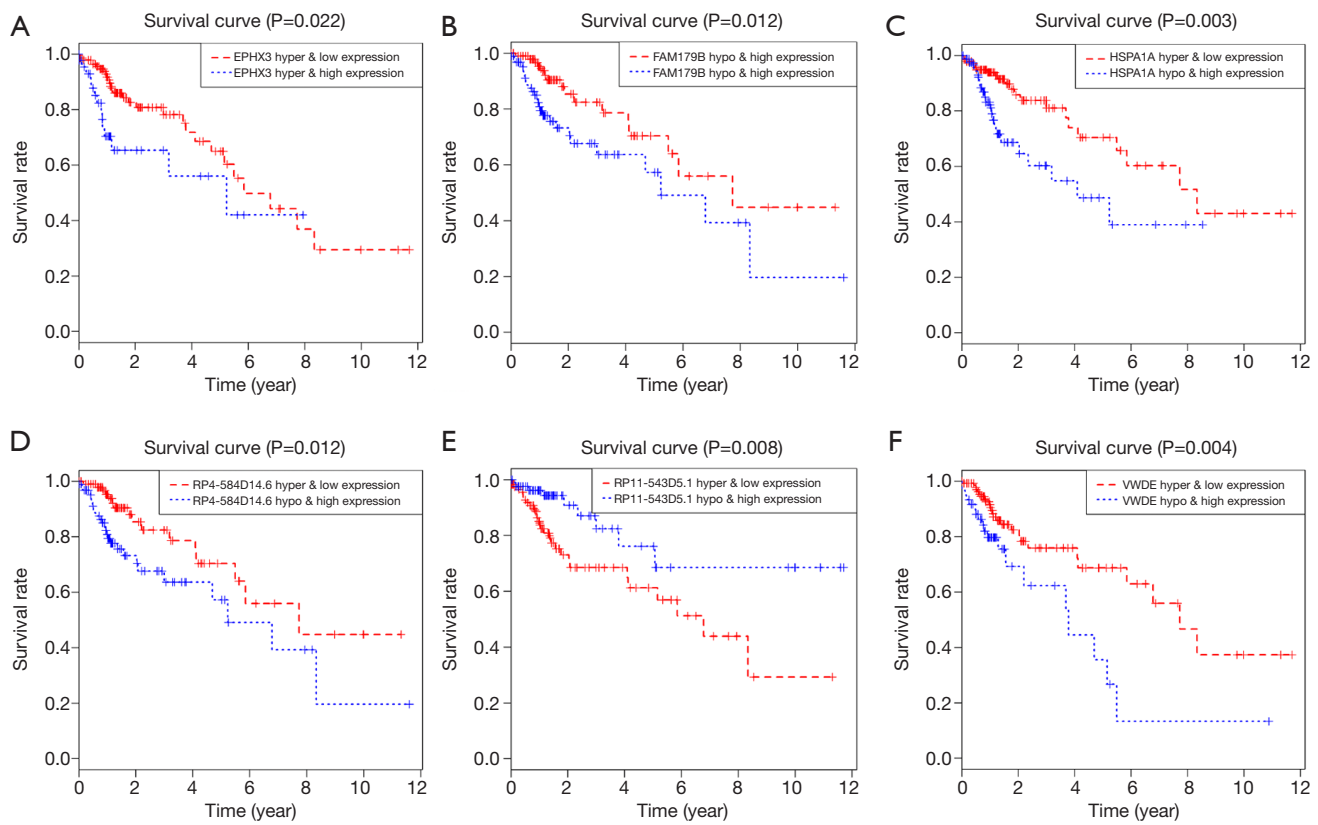 A
Survival curve (P=0.022)
EPHX3 hyper & low expression
EPHX3 hyper & high expression
1.0
0.8
0.6
0.4
0.2
0.0
Survival rate
0 2 4 6 8 10 12
Time (year)
B
Survival curve (P=0.012)
FAM179B hypo & high expression
FAM179B hypo & high expression
1.0
0.8
0.6
0.4
0.2
0.0
Survival rate
0 2 4 6 8 10 12
Time (year)
C
Survival curve (P=0.003)
HSPA1A hyper & low expression
HSPA1A hypo & high expression
1.0
0.8
0.6
0.4
0.2
0.0
Survival rate
0 2 4 6 8 10 12
Time (year)
D
Survival curve (P=0.012)
RP4-584D14.6 hyper & low expression
RP4-584D14.6 hypo & high expression
1.0
0.8
0.6
0.4
0.2
0.0
Survival rate
0 2 4 6 8 10 12
Time (year)
E
Survival curve (P=0.008)
RP11-543D5.1 hyper & low expression
RP11-543D5.1 hypo & high expression
1.0
0.8
0.6
0.4
0.2
0.0
Survival rate
0 2 4 6 8 10 12
Time (year)
F
Survival curve (P=0.004)
VWDE hyper & low expression
VWDE hypo & high expression
1.0
0.8
0.6
0.4
0.2
0.0
Survival rate
0 2 4 6 8 10 12
Time (year)